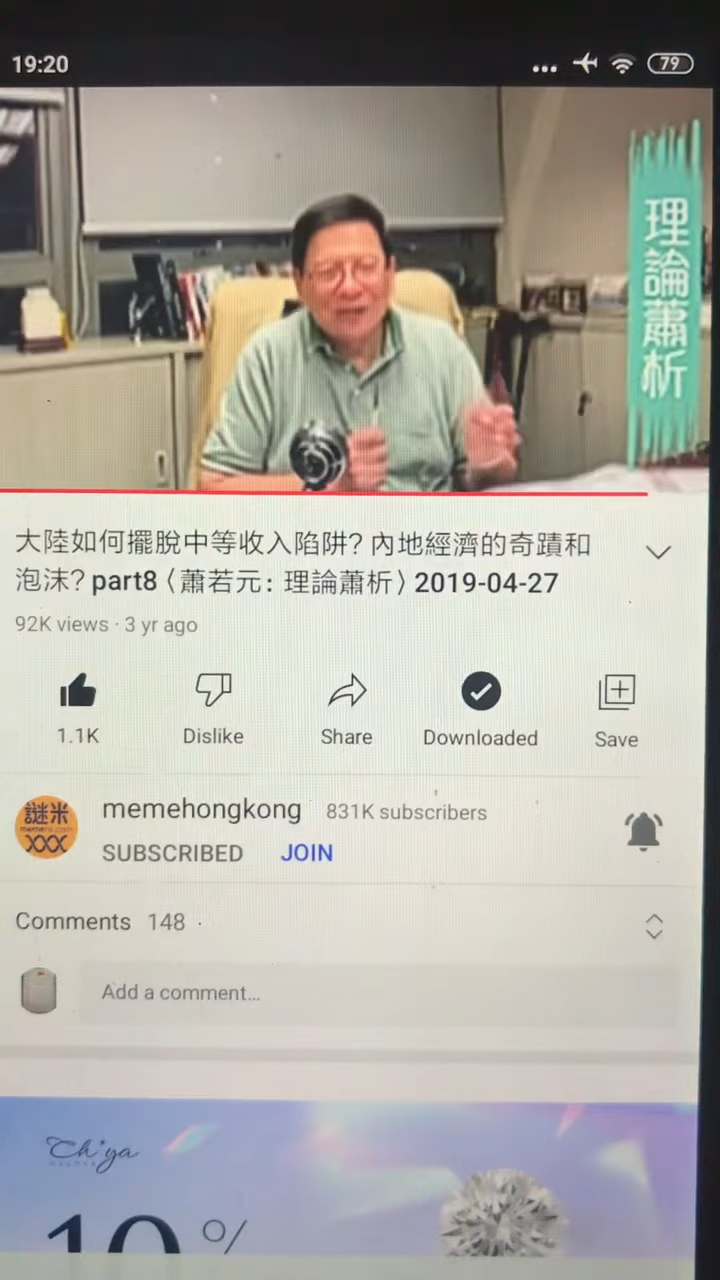 19:20
79
理論蕭析
大陸如何擺脫中等收入陷阱? 內地經濟的奇蹟和
泡沫? part8〈蕭若元：理論蕭析〉2019-04-27
92K views · 3 yr ago
1.1K
Dislike
Share
Downloaded
Save
謎米
XXX
memehongkong 831K subscribers
SUBSCRIBED JOIN
Comments 148 ·
Add a comment...
Ch'ya
10%